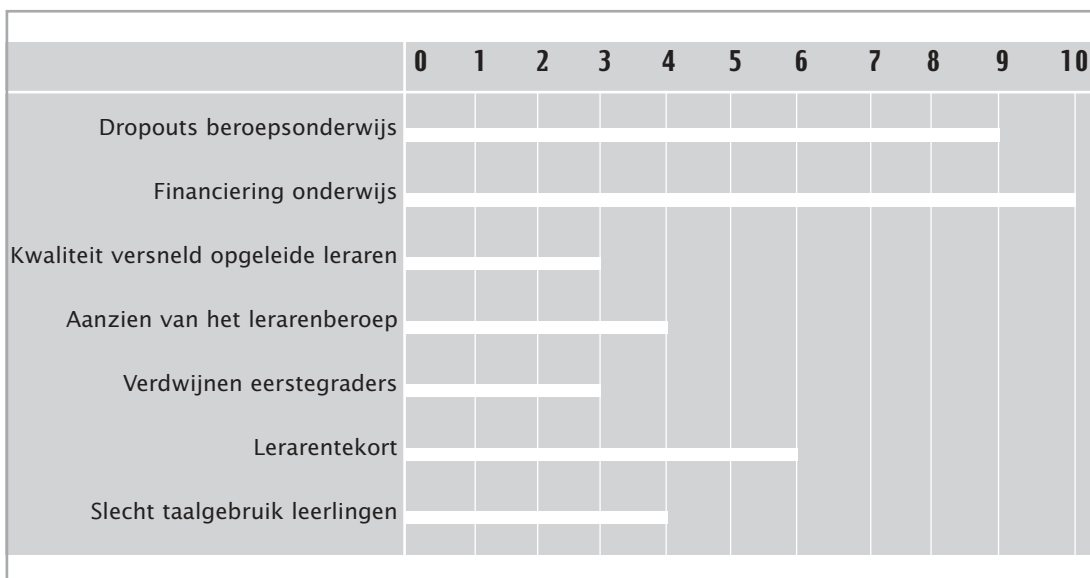 0 1 2 3 4 5 6 7 8 9 10
Dropouts beroepsonderwijs
Financiering onderwijs
Kwaliteit versneld opgeleide leraren
Aanzien van het lerarenberoep
Verdwijnen eerstegraders
Lerarentekort
Slecht taalgebruik leerlingen